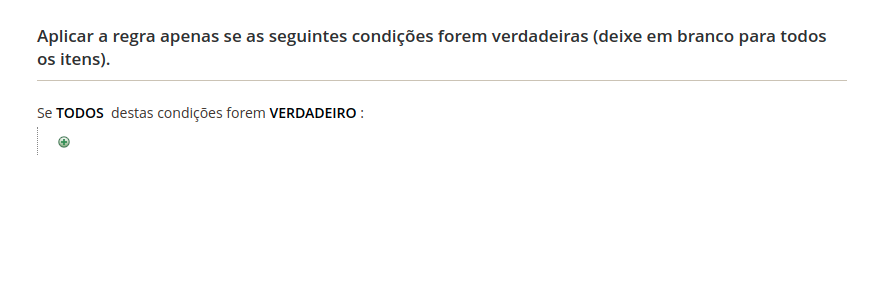 Aplicar a regra apenas se as seguintes condições forem verdadeiras (deixe em branco para todos
os itens).
Se TODOS destas condições forem VERDADEIRO :